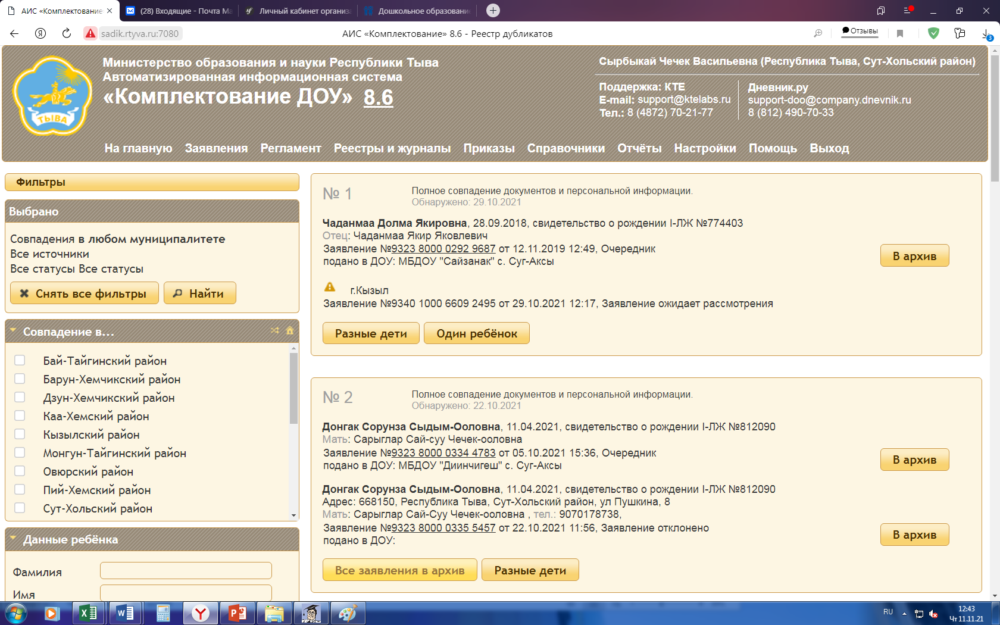 АИС «Комплектование
(28) Входящие - Почта Ma
Личный кабинет организа
Дошкольное образовани
sadik.rtyva.ru:7080
АИС «Комплектование» 8.6 - Реестр дубликатов
Отзывы
3
Министерство образования и науки Республики Тыва
Автоматизированная информационная система
«Комплектование ДОУ» 8.6
ТЫВА
Сырбыкай Чечек Васильевна (Республика Тыва, Сут-Хольский район)
Поддержка: КТЕ
E-mail: support@ktelabs.ru
Тел.: 8 (4872) 70-21-77
Дневник.ру
support-doo@company.dnevnik.ru
8 (812) 490-70-33
На главную Заявления Регламент Реестры и журналы Приказы Справочники Отчёты Настройки Помощь Выход
Фильтры
Выбрано
Совпадения в любом муниципалитете
Все источники
Все статусы Все статусы
Снять все фильтры
Найти
Совпадение в...
Бай-Тайгинский район
Барун-Хемчикский район
Дзун-Хемчикский район
Каа-Хемский район
Кызылский район
Монгун-Тайгинский район
Овюрский район
Пий-Хемский район
Сут-Хольский район
Данные ребёнка
Фамилия
Имя
№ 1
Полное совпадение документов и персональной информации.
Обнаружено: 29.10.2021
Чаданмаа Долма Якировна, 28.09.2018, свидетельство о рождении I-ЛЖ №774403
Отец: Чаданмаа Якир Яковлевич
Заявление №9323 8000 0292 9687 от 12.11.2019 12:49, Очередник
подано в ДОУ: МБДОУ "Сайзанак" с. Суг-Аксы
В архив
г.Кызыл
Заявление №9340 1000 6609 2495 от 29.10.2021 12:17, Заявление ожидает рассмотрения
Разные дети
Один ребёнок
№ 2
Полное совпадение документов и персональной информации.
Обнаружено: 22.10.2021
Донгак Сорунза Сыдым-Ооловна, 11.04.2021, свидетельство о рождении I-ЛЖ №812090
Мать: Сарыглар Сай-суу Чечек-ооловна
Заявление №9323 8000 0334 4783 от 05.10.2021 15:36, Очередник
подано в ДОУ: МБДОУ "Диинчигеш" с. Суг-Аксы
В архив
Донгак Сорунза Сыдым-Ооловна, 11.04.2021, свидетельство о рождении I-ЛЖ №812090
Адрес: 668150, Республика Тыва, Сут-Хольский район, ул Пушкина, 8
Мать: Сарыглар Сай-Суу Чечек-ооловна , тел.: 9070178738,
Заявление №9323 8000 0335 5457 от 22.10.2021 11:56, Заявление отклонено
подано в ДОУ:
В архив
Все заявления в архив
Разные дети
RU
12:43
Чт 11.11.21